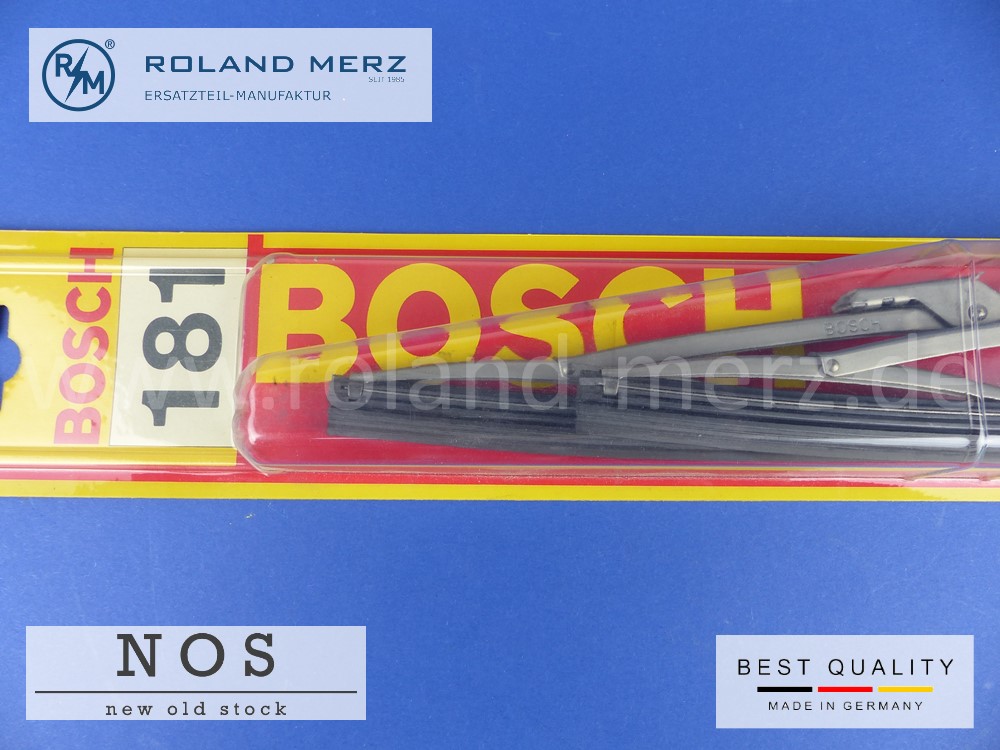 RM®
ROLAND MERZ
SEIT 1985
ERSATZTEIL-MANUFAKTUR
BOSCH
181
BOSCH
BOSCH
www.roland-merz.de
NOS
new old stock
BEST QUALITY
MADE IN GERMANY